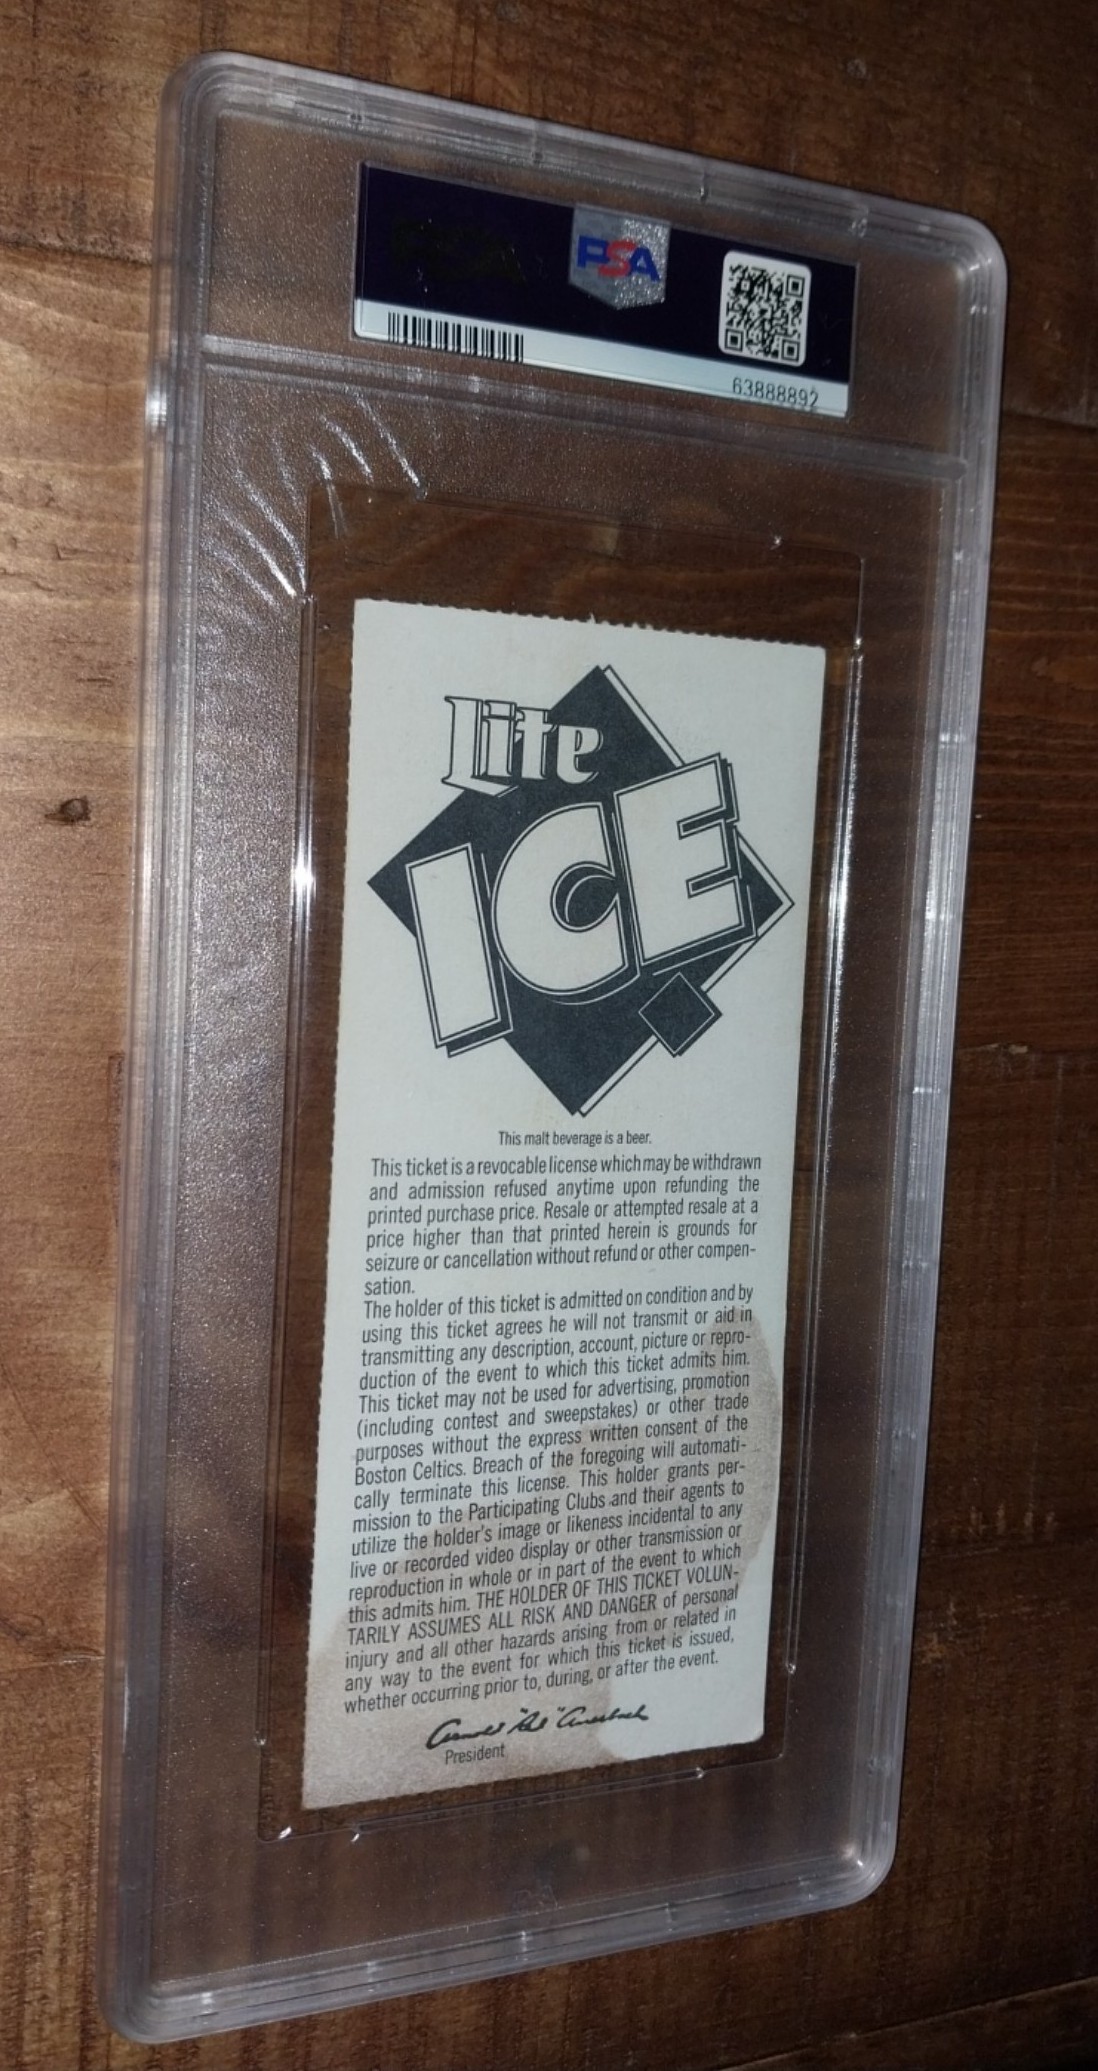 PSA
63888892
Lite
ICE
This malt beverage is a beer.
This ticket is a revocable license which may be withdrawn
and admission refused anytime upon refunding the
printed purchase price. Resale or attempted resale at a
price higher than that printed herein is grounds for
seizure or cancellation without refund or other compen-
sation.
The holder of this ticket is admitted on condition and by
using this ticket agrees he will not transmit or aid in
transmitting any description, account, picture or repro-
duction of the event to which this ticket admits him.
This ticket may not be used for advertising, promotion
(including contest and sweepstakes) or other trade
purposes without the express written consent of the
Boston Celtics. Breach of the foregoing will automati-
cally terminate this license. This holder grants per-
mission to the Participating Clubs and their agents to
utilize the holder's image or likeness incidental to any
live or recorded video display or other transmission or
reproduction in whole or in part of the event to which
this admits him. THE HOLDER OF THIS TICKET VOLUN-
TARILY ASSUMES ALL RISK AND DANGER of personal
injury and all other hazards arising from or related in
any way to the event for which this ticket is issued,
whether occurring prior to, during, or after the event.
Arnold "Red" Auerbach
President